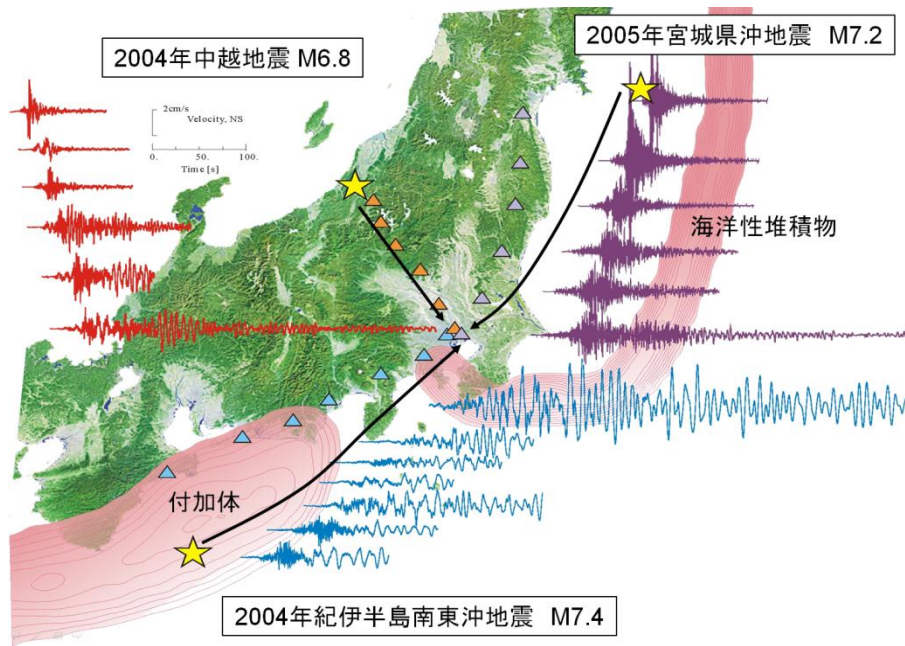 2004年中越地震 M6.8
2005年宮城県沖地震 M7.2
2cm/s
Velocity, NS
0. 50. 100.
Time [s]
海洋性堆積物
付加体
2004年紀伊半島南東沖地震 M7.4